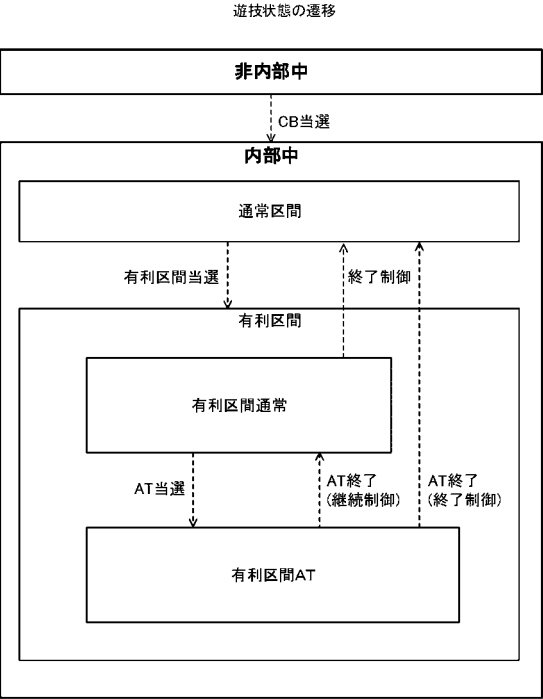 遊技状態の遷移
非内部中
CB当選
内部中
通常区間
有利区間当選
終了制御
有利区間
有利区間通常
AT当選
AT終了
(継続制御)
AT終了
(終了制御)
有利区間AT